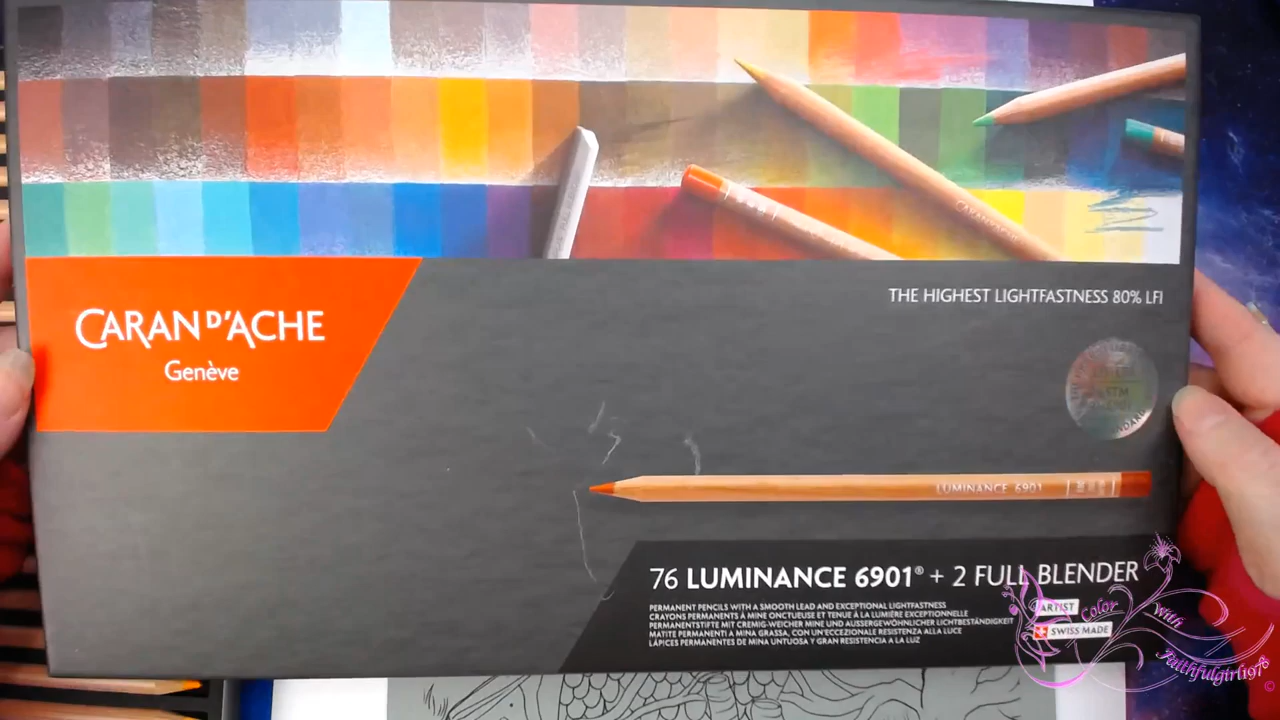 CARAN D'ACHE
Genève
THE HIGHEST LIGHTFASTNESS 80% LFI
CARAN D'ACHE
LUMINANCE 6901
76 LUMINANCE 6901® + 2 FULL BLENDER
PERMANENT PENCILS WITH A SMOOTH LEAD AND EXCEPTIONAL LIGHTFASTNESS
CRAYONS PERMANENTS À MINE ONCTUEUSE ET TENUE À LA LUMIÈRE EXCEPTIONNELLE
PERMANENTSTIFTE MIT CREMIG-WEICHER MINE UND AUSSERGEWÖHNLICHER LICHTBESTÄNDIGKEIT
MATITE PERMANENTI A MINA GRASSA, CON UN'ECCEZIONALE RESISTENZA ALLA LUCE
LÁPICES PERMANENTES DE MINA UNTUOSA Y GRAN RESISTENCIA A LA LUZ
ARTIST
SWISS MADE
Color
With
Faithfulgirl1978
©